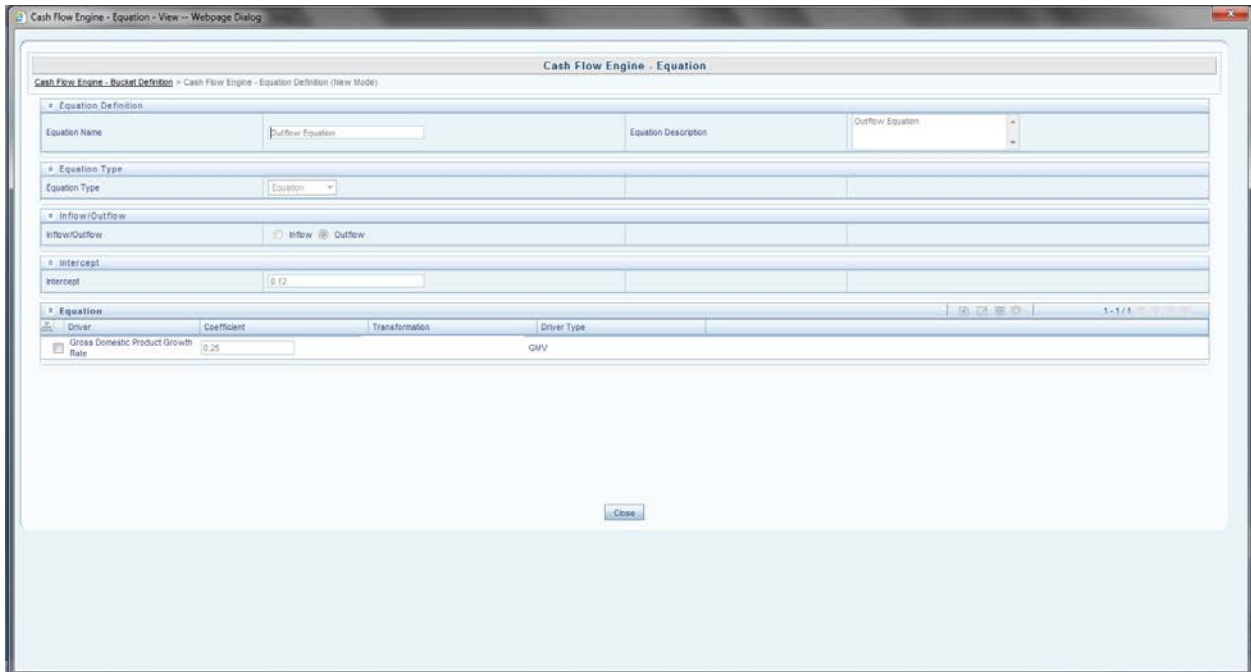 Cash Flow Engine - Equation - View -- Webpage Dialog
Cash Flow Engine - Equation
Cash Flow Engine - Bucket Definition > Cash Flow Engine - Equation Definition (New Mode)
Equation Definition
Equation Name Outflow Equation Equation Description Outflow Equation
Equation Type
Equation Type Equation
Inflow/Outflow
Inflow/Outflow Inflow Outflow
Intercept
Intercept 0.12
Equation 1-1/1
Driver Coefficient Transformation Driver Type
Gross Domestic Product Growth 0.25 GMV
Rate
Close